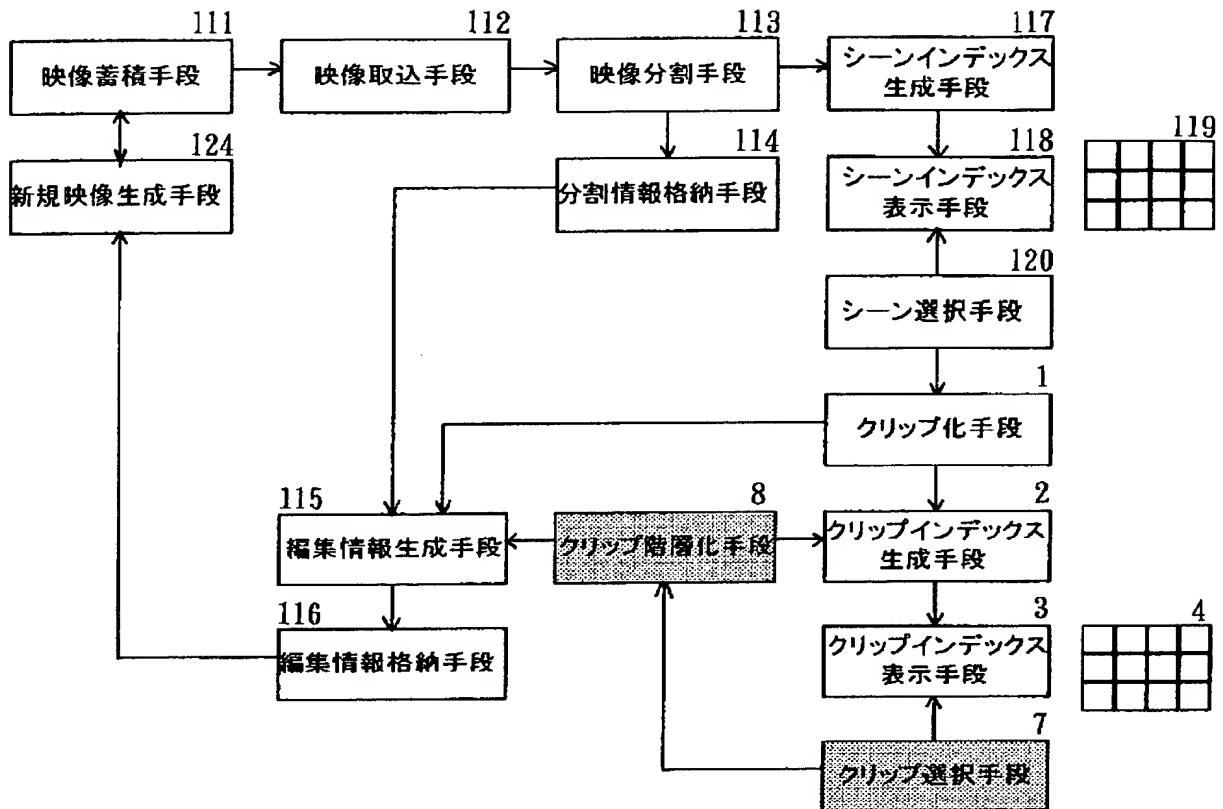 111
映像蓄積手段
112
映像取込手段
113
映像分割手段
117
シーンインデックス
生成手段
124
新規映像生成手段
114
分割情報格納手段
118
シーンインデックス
表示手段
119
120
シーン選択手段
1
クリップ化手段
115
編集情報生成手段
8
クリップ階層化手段
2
クリップインデックス
生成手段
116
編集情報格納手段
3
クリップインデックス
表示手段
4
7
クリップ選択手段